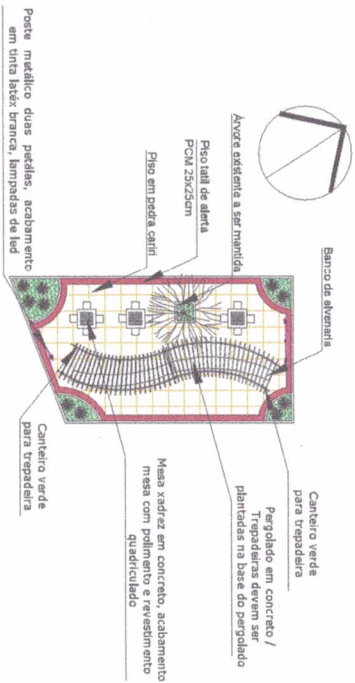 Poste metálico duas petalas, acabamento
em tinta latéx branca, lampadas de led
Piso em pedra cariri
Piso tatil de alerta
PCM 25x25cm
Árvore existente a ser mantida
Banco de alvenaria
Canteiro verde
para trepadeira
Mesa xadrez em concreto, acabamento
mesa com polimento e revestimento
quadriculado
Pergolado em concreto /
Trepadeiras devem ser
plantadas na base do pergolado
Canteiro verde
para trepadeira